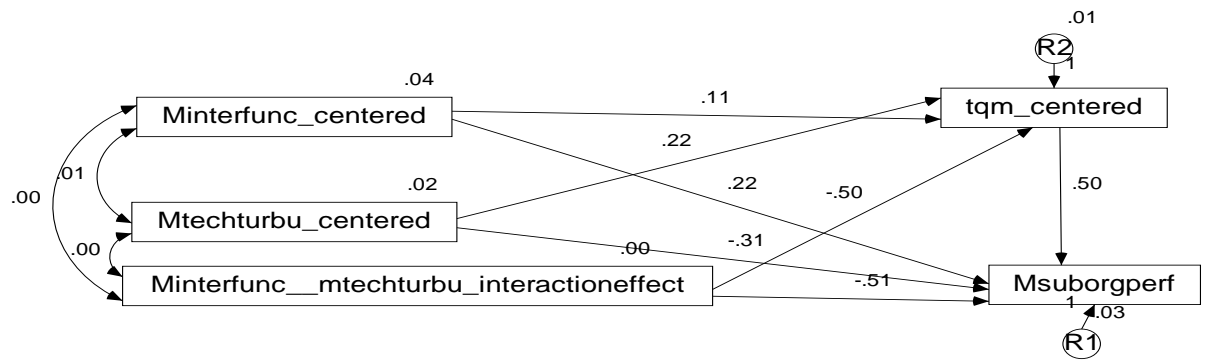 .01
R2
1
.04
Minterfunc_centered
.11
tqm_centered
.22
.01
.00
.02
.22
-.50
.50
Mtechturbu_centered
.00
.00
-.31
Minterfunc__mtechturbu_interactioneffect
-.51
Msuborgperf
1
.03
R1